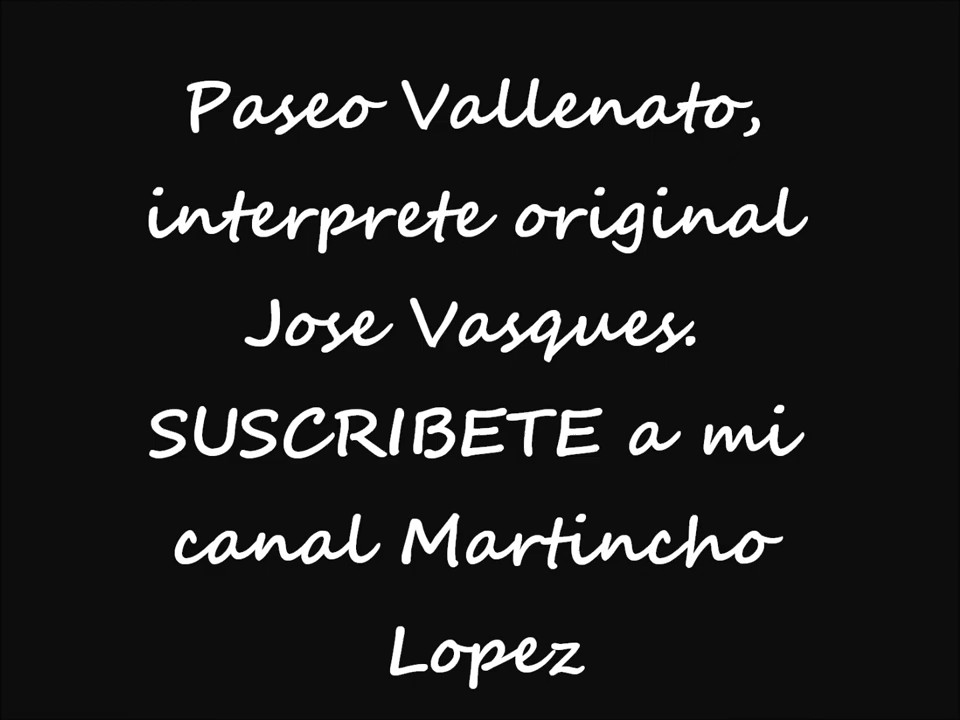 Paseo Vallenato,
interprete original
Jose Vasques.
SUSCRIBETE a mi
canal Martincho
Lopez